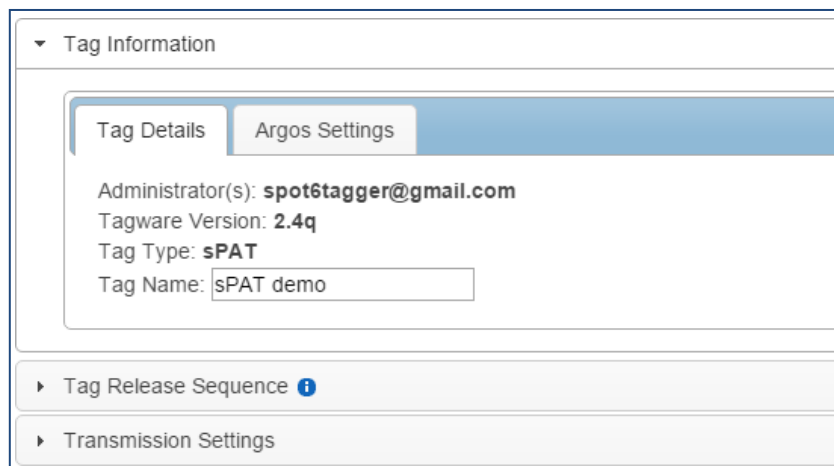 Tag Information
Tag Details Argos Settings
Administrator(s): spot6tagger@gmail.com
Tagware Version: 2.4q
Tag Type: sPAT
Tag Name: sPAT demo
Tag Release Sequence i
Transmission Settings